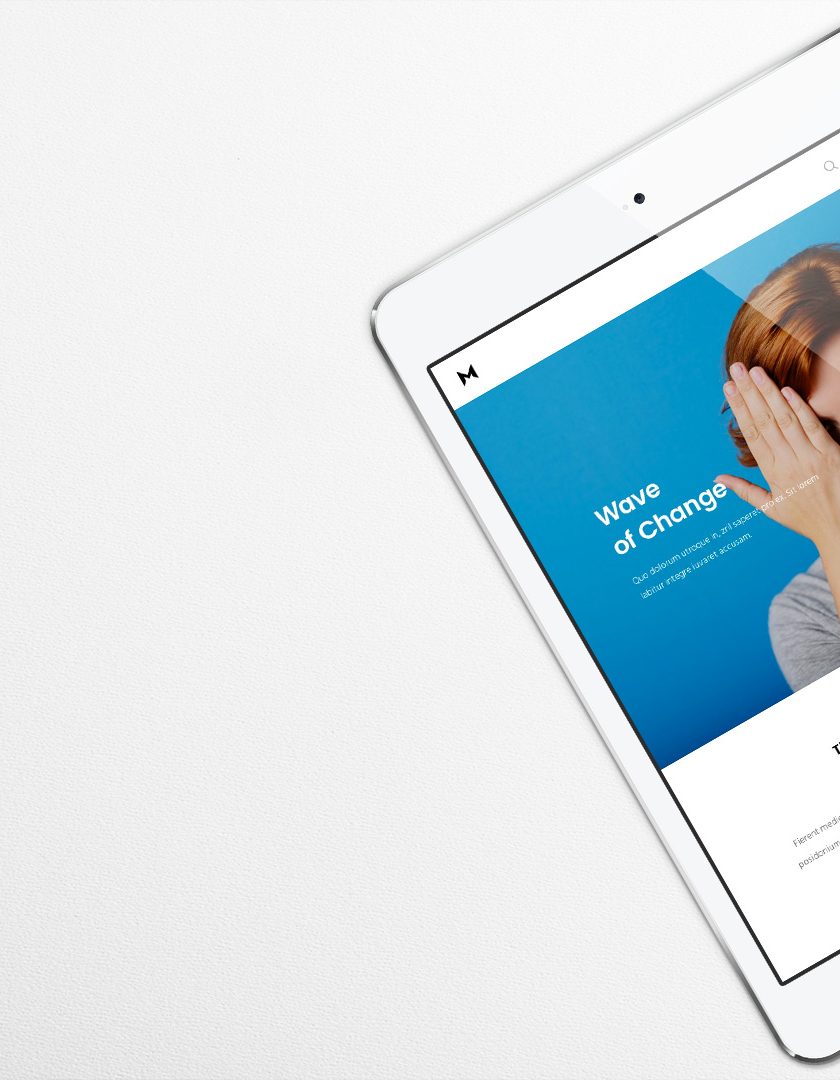 Wave
of Change
Quo dolorum utroque in, zril saperet pro ex. Sit lorem
labitur integre iuvaret accusam.
Fierent
posidonium